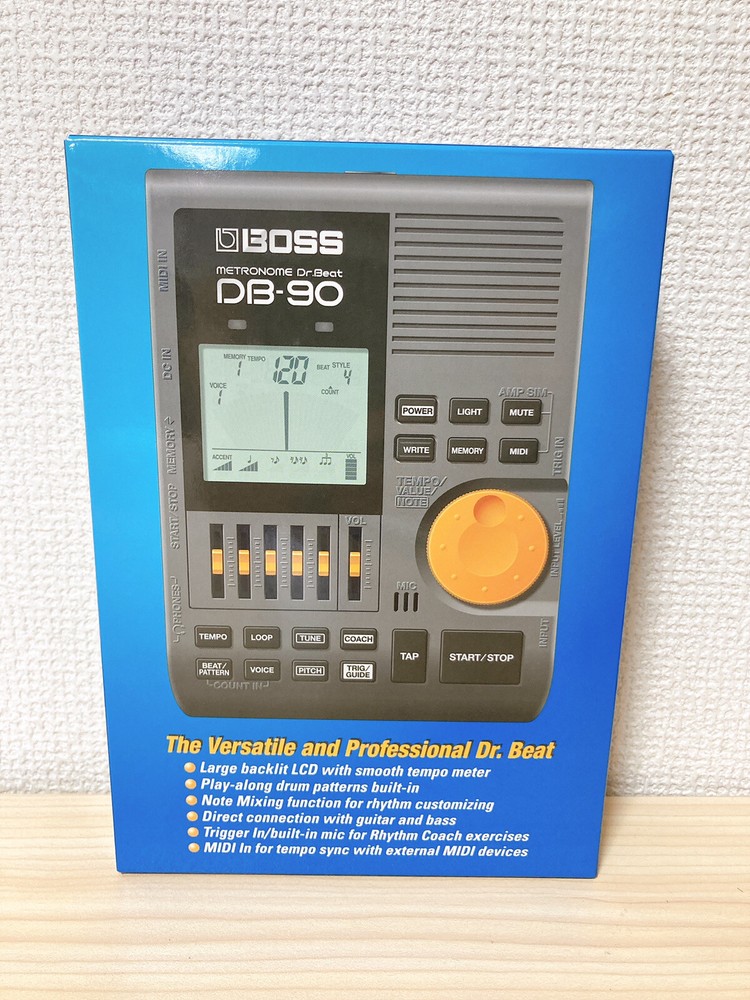 BOSS
METRONOME Dr.Beat
DB-90
MIDI IN
DC IN
MEMORY
START STOP
PHONES
MEMORY TEMPO BEAT STYLE
1 120 4
VOICE
1
COUNT
ACCENT
VOL
AMP SIM
POWER LIGHT MUTE
WRITE MEMORY MIDI
TRIG IN
TEMPO/
VALUE/
NOTE
INPUT LEVEL
INPUT
VOL
MIC
TEMPO LOOP TUNE COACH
BEAT/
PATTERN VOICE PITCH TRIG/
GUIDE
COUNT IN
TAP START/STOP
The Versatile and Professional Dr. Beat
Large backlit LCD with smooth tempo meter
Play-along drum patterns built-in
Note Mixing function for rhythm customizing
Direct connection with guitar and bass
Trigger In/built-in mic for Rhythm Coach exercises
MIDI In for tempo sync with external MIDI devices